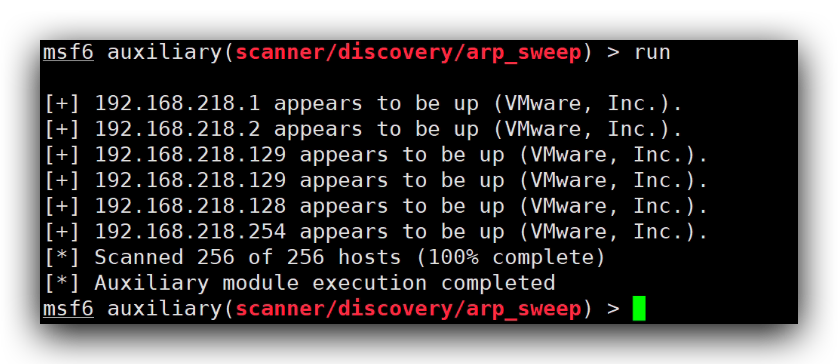 msf6 auxiliary(scanner/discovery/arp_sweep) > run
[+] 192.168.218.1 appears to be up (VMware, Inc.).
[+] 192.168.218.2 appears to be up (VMware, Inc.).
[+] 192.168.218.129 appears to be up (VMware, Inc.).
[+] 192.168.218.129 appears to be up (VMware, Inc.).
[+] 192.168.218.128 appears to be up (VMware, Inc.).
[+] 192.168.218.254 appears to be up (VMware, Inc.).
[*] Scanned 256 of 256 hosts (100% complete)
[*] Auxiliary module execution completed
msf6 auxiliary(scanner/discovery/arp_sweep) >